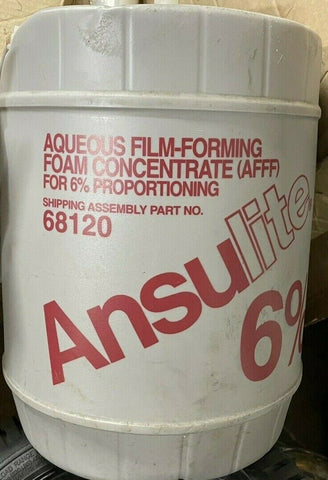 AQUEOUS FILM-FORMING
FOAM CONCENTRATE (AFFF)
FOR 6% PROPORTIONING
SHIPPING ASSEMBLY PART NO.
68120
Ansulite®
6%